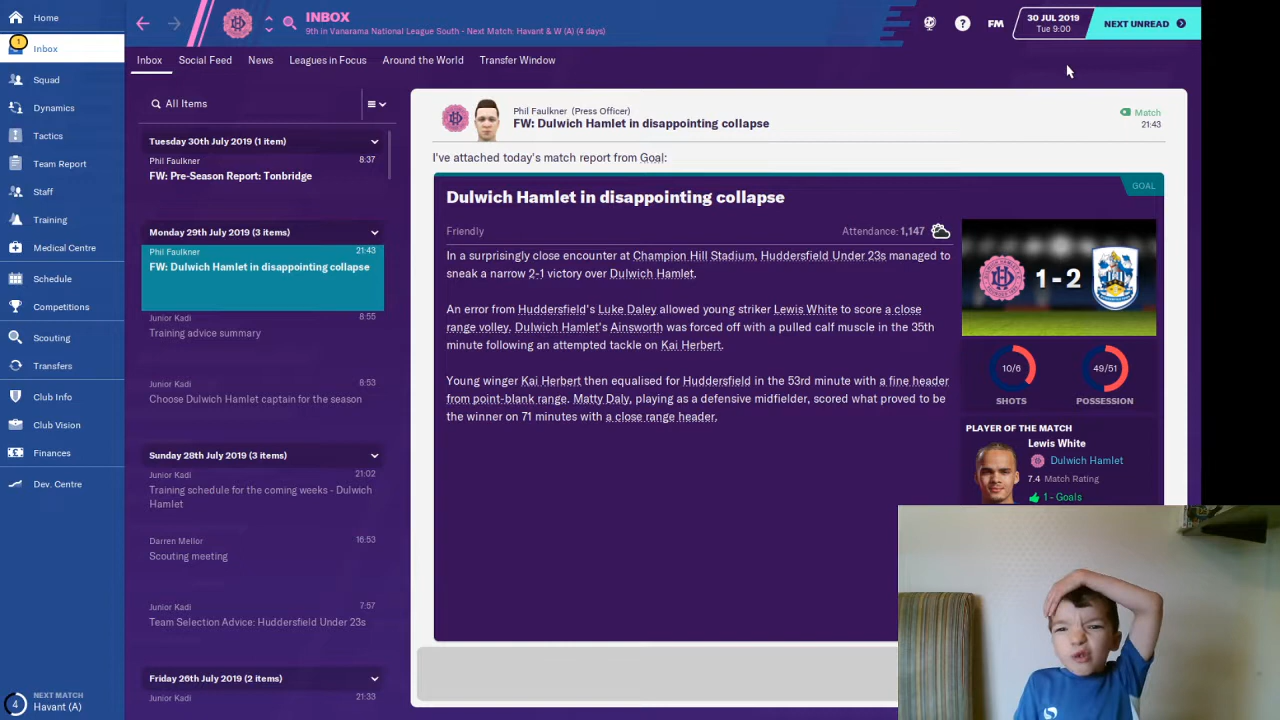 Home
1
Inbox
Squad
Dynamics
Tactics
Team Report
Staff
Training
Medical Centre
Schedule
Competitions
Scouting
Transfers
Club Info
Club Vision
Finances
Dev. Centre
4
NEXT MATCH
Havant (A)
INBOX
9th in Vanarama National League South - Next Match: Havant & W (A) (4 days)
?
FM
30 JUL 2019
Tue 9:00
NEXT UNREAD
Inbox Social Feed News Leagues in Focus Around the World Transfer Window
All Items
Tuesday 30th July 2019 (1 item)
Phil Faulkner 8:37
FW: Pre-Season Report: Tonbridge
Monday 29th July 2019 (3 items)
Phil Faulkner 21:43
FW: Dulwich Hamlet in disappointing collapse
Junior Kadi 8:55
Training advice summary
Junior Kadi 8:53
Choose Dulwich Hamlet captain for the season
Sunday 28th July 2019 (3 items)
Junior Kadi 21:02
Training schedule for the coming weeks - Dulwich
Hamlet
Darren Mellor 16:53
Scouting meeting
Junior Kadi 7:57
Team Selection Advice: Huddersfield Under 23s
Friday 26th July 2019 (2 items)
Junior Kadi 21:33
Phil Faulkner (Press Officer)
FW: Dulwich Hamlet in disappointing collapse
Match
21:43
I've attached today's match report from Goal:
Dulwich Hamlet in disappointing collapse
GOAL
Friendly Attendance: 1,147
In a surprisingly close encounter at Champion Hill Stadium, Huddersfield Under 23s managed to
sneak a narrow 2-1 victory over Dulwich Hamlet.
An error from Huddersfield's Luke Daley allowed young striker Lewis White to score a close
range volley. Dulwich Hamlet's Ainsworth was forced off with a pulled calf muscle in the 35th
minute following an attempted tackle on Kai Herbert.
Young winger Kai Herbert then equalised for Huddersfield in the 53rd minute with a fine header
from point-blank range. Matty Daly, playing as a defensive midfielder, scored what proved to be
the winner on 71 minutes with a close range header.
1 - 2
10/6 49/51
SHOTS POSSESSION
PLAYER OF THE MATCH
Lewis White
Dulwich Hamlet
7.4 Match Rating
1 - Goals